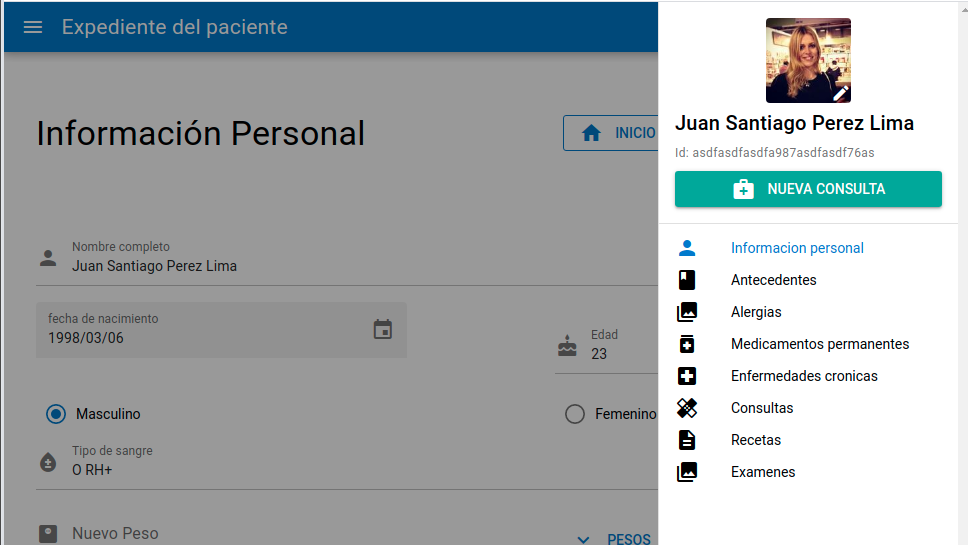 Expediente del paciente
Información Personal
INICIO
Nombre completo
Juan Santiago Perez Lima
fecha de nacimiento
1998/03/06
Edad
23
Masculino
Femenino
Tipo de sangre
O RH+
Nuevo Peso
PESOS
Juan Santiago Perez Lima
Id: asdfasdfasdfa987asdfasdf76as
NUEVA CONSULTA
Informacion personal
Antecedentes
Alergias
Medicamentos permanentes
Enfermedades cronicas
Consultas
Recetas
Examenes